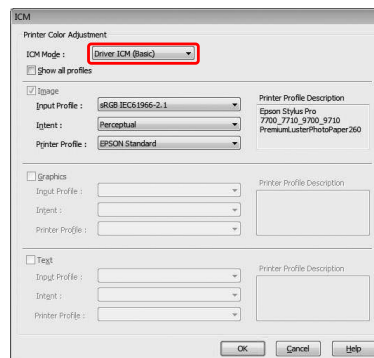 ICM
Printer Color Adjustment
ICM Mode :
Driver ICM (Basic)
Show all profiles
Image
Input Profile :
sRGB IEC61966-2.1
Intent :
Perceptual
Printer Profile :
EPSON Standard
Printer Profile Description
Epson Stylus Pro
7700_7710_9700_9710
PremiumLusterPhotoPaper260
Graphics
Input Profile :
Intent :
Printer Profile :
Printer Profile Description
Text
Input Profile :
Intent :
Printer Profile :
Printer Profile Description
OK
Cancel
Help